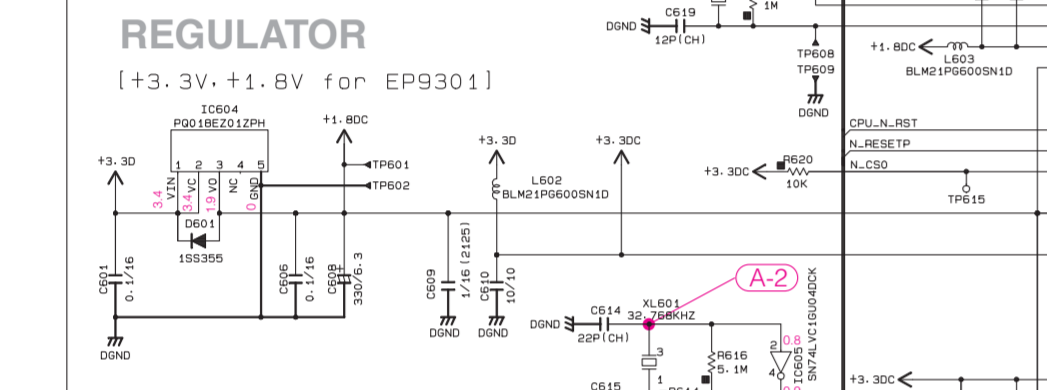 REGULATOR
[+3.3V, +1.8V for EP9301]
IC604
PQ018EZ01ZPH
+3.3D
1 2 3 4 5
VIN
VC
VO
NC
GND
3.4
3.4
1.9
0
D601
1SS355
C601
0.1/16
DGND
+1.8DC
TP601
TP602
C606
0.1/16
C608
+
330/6.3
C609
1/16(2125)
DGND
+3.3D
L602
BLM21PG600SN1D
C610
10/10
DGND
+3.3DC
C619
DGND
12P(CH)
1M
TP608
TP609
DGND
+1.8DC
L603
BLM21PG600SN1D
CPU_N_RST
N_RESETP
N_CS0
+3.3DC
R620
10K
TP615
A-2
XL601
32.768KHZ
C614
DGND
22P(CH)
3
1
C615
R616
5.1M
2
0.8
4
IC605
SN74LVC1GU04DCK
+3.3DC